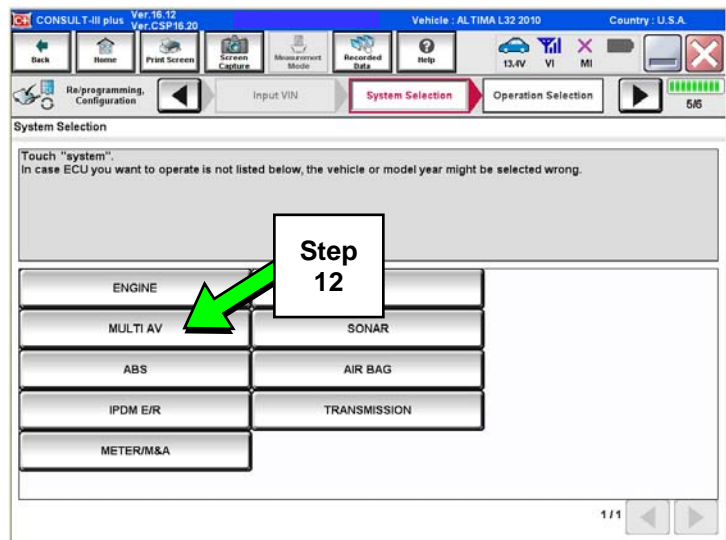 CONSULT-III plus Ver.16.12 Ver.CSP16.20 Vehicle : ALTIMA L32 2010 Country : U.S.A.
Back Home Print Screen Screen Capture Measurement Mode Recorded Data Help 13.4V VI MI
Re/programming, Configuration Input VIN System Selection Operation Selection 5/6
System Selection
Touch "system".
In case ECU you want to operate is not listed below, the vehicle or model year might be selected wrong.
Step
12
ENGINE
MULTI AV SONAR
ABS AIR BAG
IPDM E/R TRANSMISSION
METER/M&A
1/1